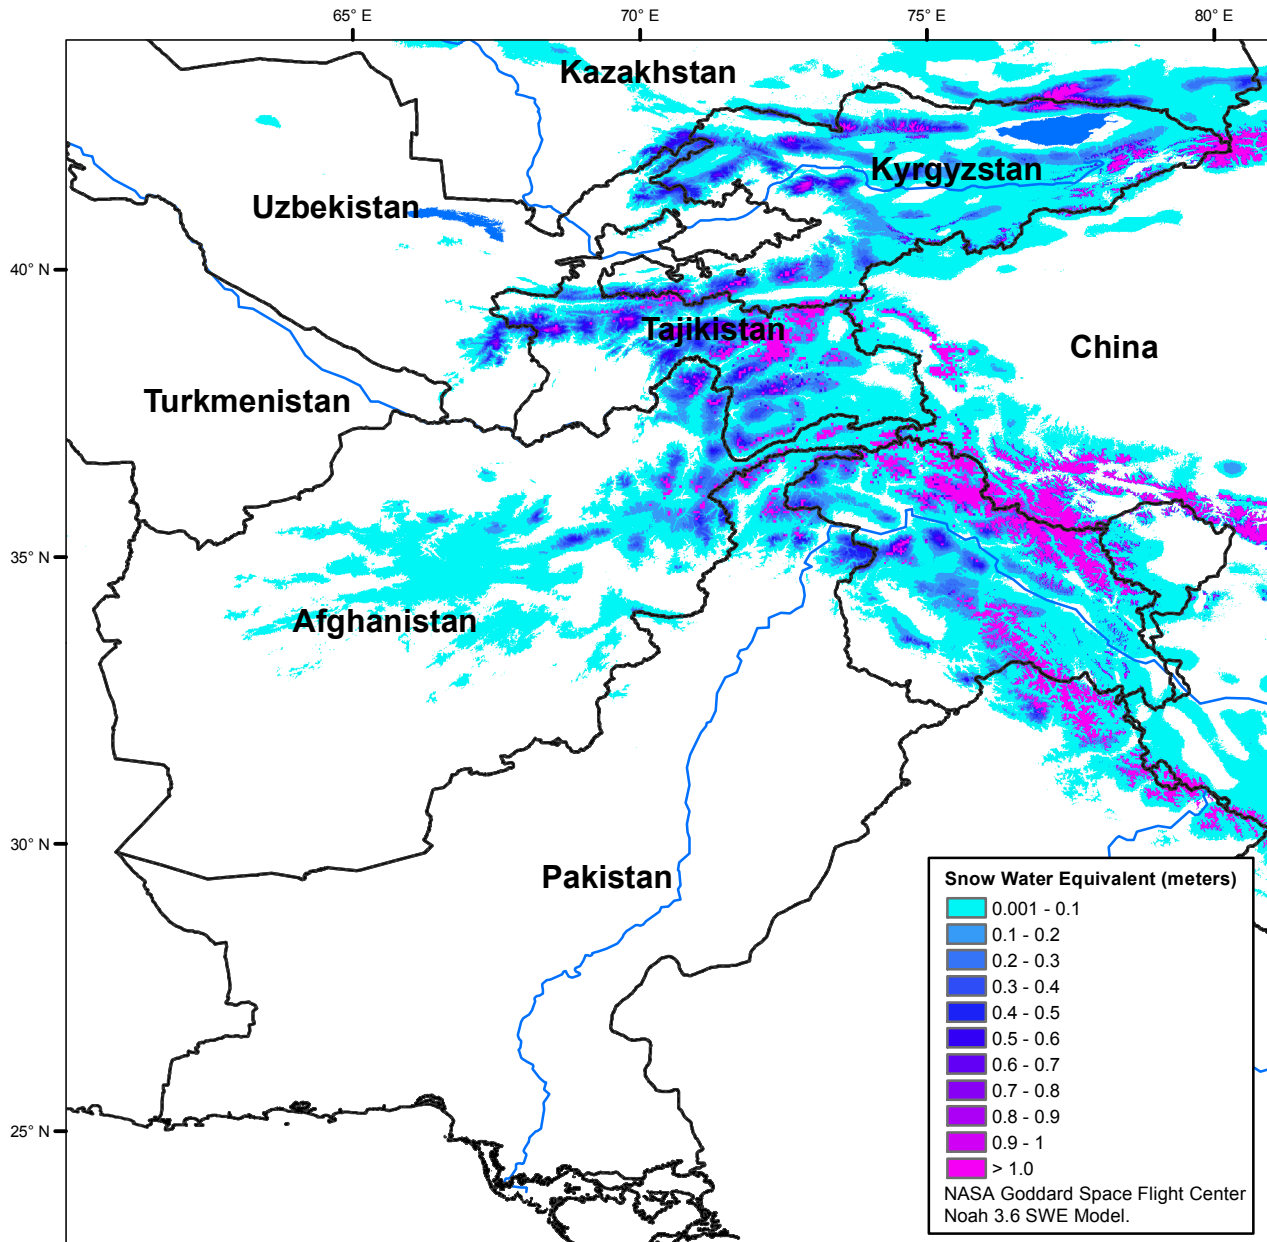 65° E
70° E
75° E
80° E
Kazakhstan
Kyrgyzstan
Uzbekistan
40° N
Tajikistan
China
Turkmenistan
35° N
Afghanistan
30° N
Pakistan
25° N
Snow Water Equivalent (meters)
0.001 - 0.1
0.1 - 0.2
0.2 - 0.3
0.3 - 0.4
0.4 - 0.5
0.5 - 0.6
0.6 - 0.7
0.7 - 0.8
0.8 - 0.9
0.9 - 1
> 1.0
NASA Goddard Space Flight Center
Noah 3.6 SWE Model.